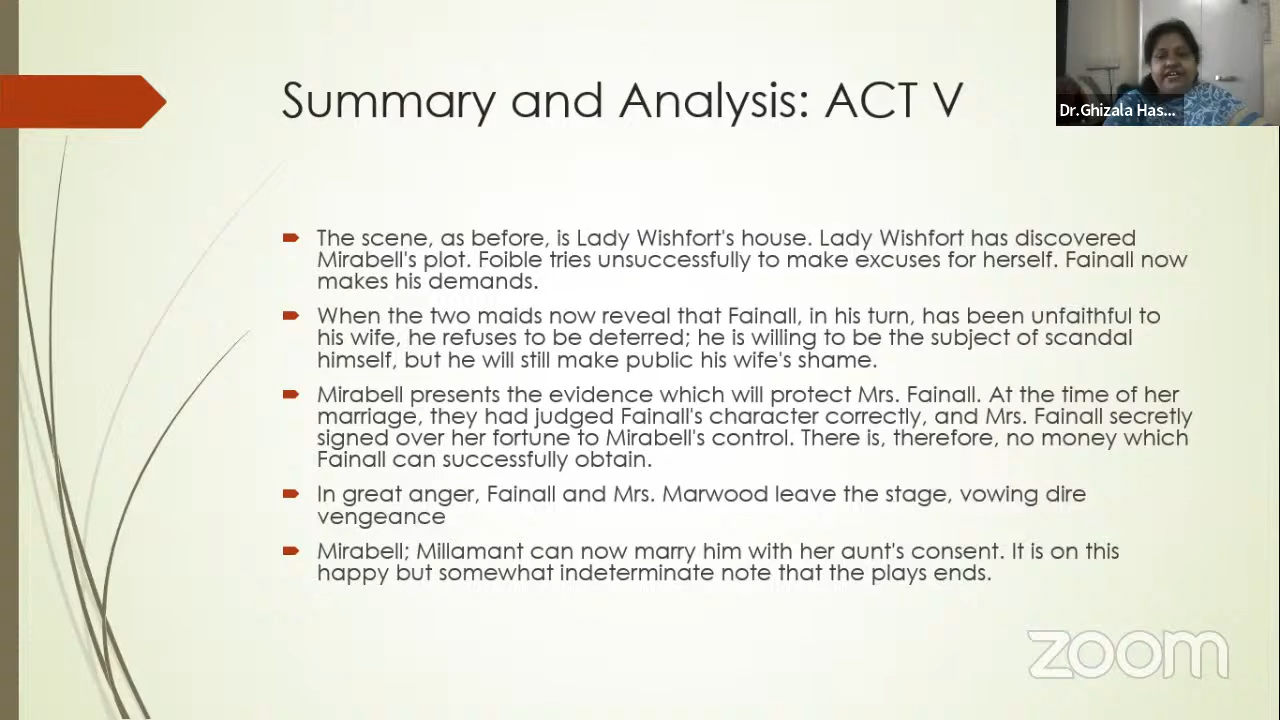 Summary and Analysis: ACT V
Dr.Ghizala Has...
The scene, as before, is Lady Wishfort's house. Lady Wishfort has discovered
Mirabell's plot. Foible tries unsuccessfully to make excuses for herself. Fainall now
makes his demands.
When the two maids now reveal that Fainall, in his turn, has been unfaithful to
his wife, he refuses to be deterred; he is willing to be the subject of scandal
himself, but he will still make public his wife's shame.
Mirabell presents the evidence which will protect Mrs. Fainall. At the time of her
marriage, they had judged Fainall's character correctly, and Mrs. Fainall secretly
signed over her fortune to Mirabell's control. There is, therefore, no money which
Fainall can successfully obtain.
In great anger, Fainall and Mrs. Marwood leave the stage, vowing dire
vengeance
Mirabell; Millamant can now marry him with her aunt's consent. It is on this
happy but somewhat indeterminate note that the plays ends.
zoom